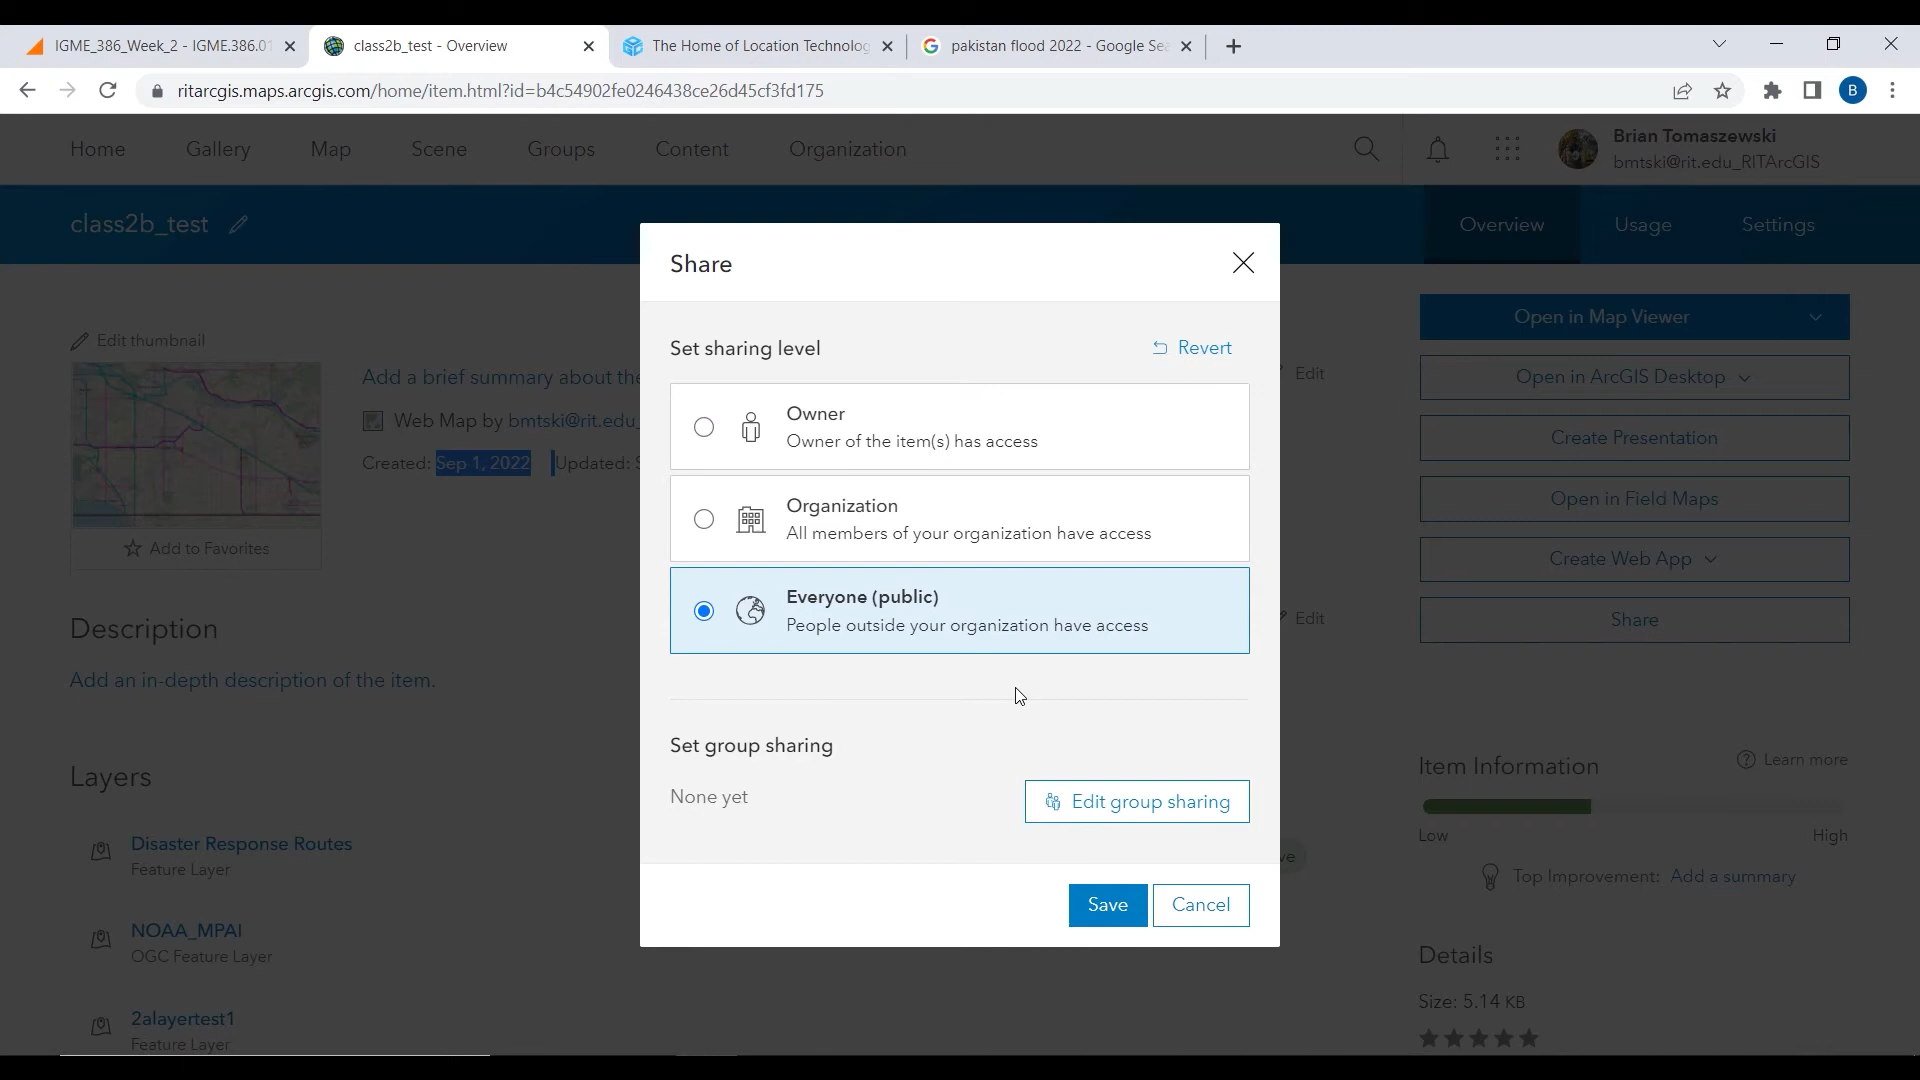 IGME_386_Week_2 - IGME.386.01
class2b_test - Overview
The Home of Location Technolog
pakistan flood 2022 - Google Sea
ritarcgis.maps.arcgis.com/home/item.html?id=b4c54902fe0246438ce26d45cf3fd175
B
Home
Gallery
Map
Scene
Groups
Content
Organization
Brian Tomaszewski
bmtski@rit.edu_RITArcGIS
class2b_test
Overview
Usage
Settings
Share
Set sharing level
Revert
Owner
Owner of the item(s) has access
Organization
All members of your organization have access
Everyone (public)
People outside your organization have access
Set group sharing
None yet
Edit group sharing
Save
Cancel
Edit thumbnail
Add a brief summary about the
Edit
Web Map by bmtski@rit.edu_
Created: Sep 1, 2022 Updated: S
Add to Favorites
Description
Edit
Add an in-depth description of the item.
Layers
Disaster Response Routes
Feature Layer
NOAA_MPAI
OGC Feature Layer
2alayertest1
Feature Layer
Open in Map Viewer
Open in ArcGIS Desktop
Create Presentation
Open in Field Maps
Create Web App
Share
Item Information
Learn more
Low
High
Top Improvement: Add a summary
Details
Size: 5.14 KB